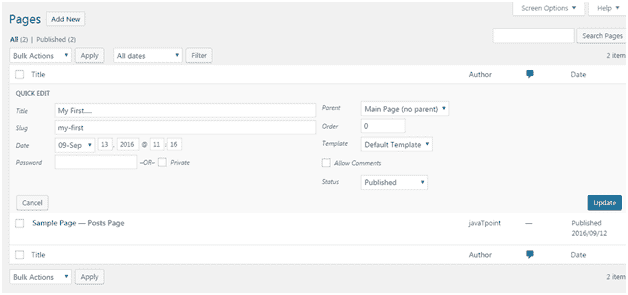 Screen Options ▼ Help ▼
Pages Add New
All (2) | Published (2)
Search Pages
Bulk Actions Apply All dates Filter 2 item
Title Author Date
QUICK EDIT
Title My First.... Parent Main Page (no parent)
Slug my-first Order 0
Date 09-Sep 13 , 2016 @ 11 : 16 Template Default Template
Password –OR– Private Allow Comments
Status Published
Cancel Update
Sample Page — Posts Page javaTpoint — Published
2016/09/12
Title Author Date
Bulk Actions Apply 2 item